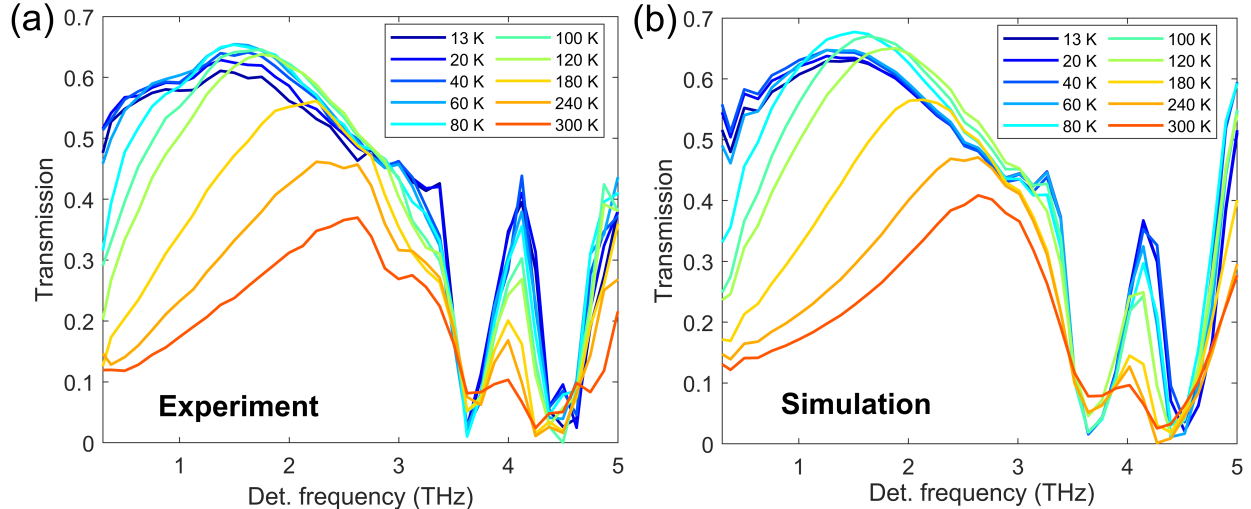 (a)
0.7
0.6
0.5
0.4
0.3
0.2
0.1
0
Transmission
13 K 100 K
20 K 120 K
40 K 180 K
60 K 240 K
80 K 300 K
Experiment
1 2 3 4 5
Det. frequency (THz)
(b)
0.7
0.6
0.5
0.4
0.3
0.2
0.1
0
Transmission
13 K 100 K
20 K 120 K
40 K 180 K
60 K 240 K
80 K 300 K
Simulation
1 2 3 4 5
Det. frequency (THz)